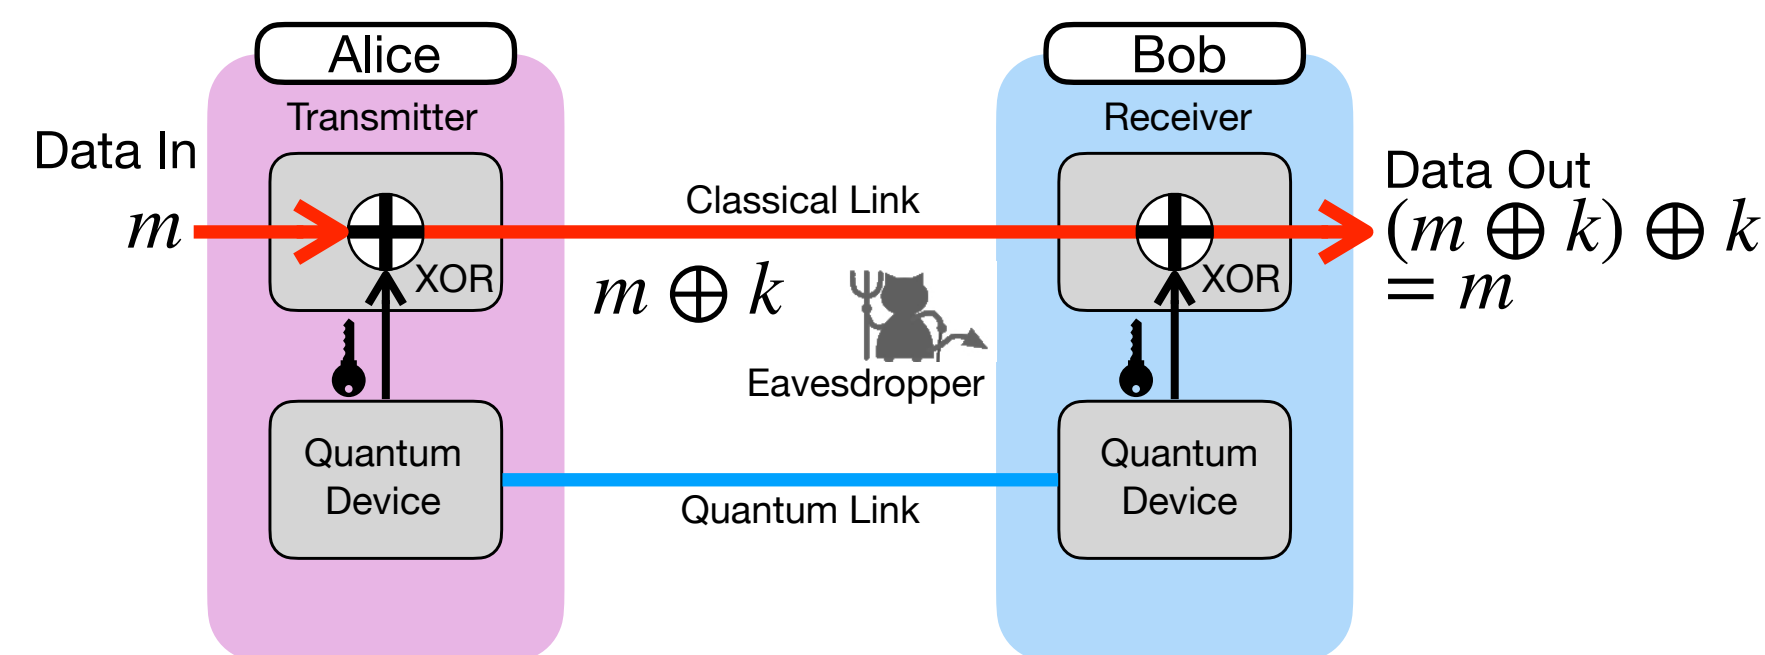 Alice
Bob
Transmitter
Receiver
Data In
m
XOR
Classical Link
m ⊕ k
Eavesdropper
XOR
Data Out
(m ⊕ k) ⊕ k
= m
Quantum
Device
Quantum Link
Quantum
Device